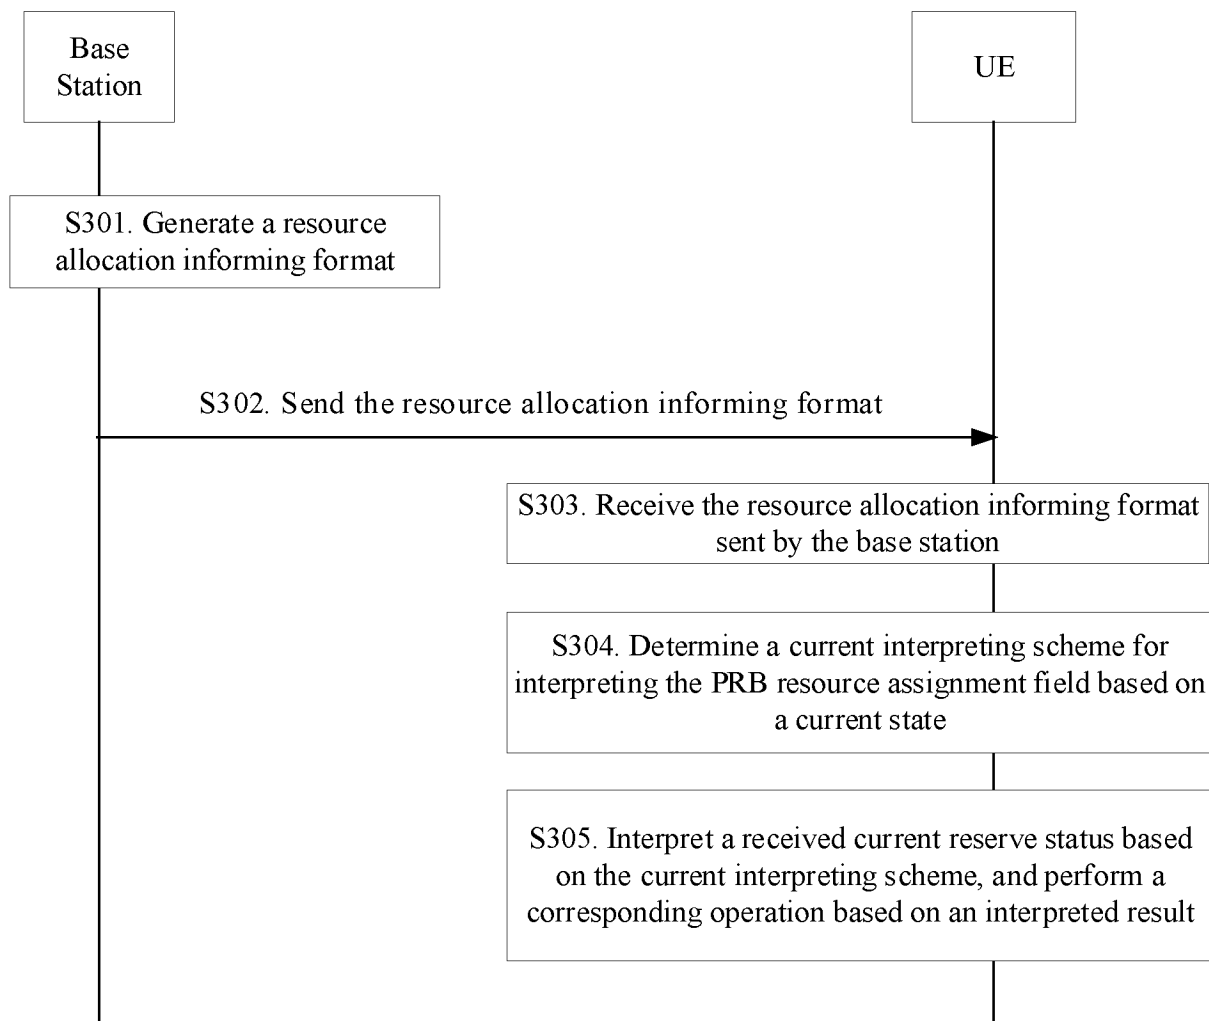 Base
Station
UE
S301. Generate a resource
allocation informing format
S302. Send the resource allocation informing format
S303. Receive the resource allocation informing format
sent by the base station
S304. Determine a current interpreting scheme for
interpreting the PRB resource assignment field based on
a current state
S305. Interpret a received current reserve status based
on the current interpreting scheme, and perform a
corresponding operation based on an interpreted result